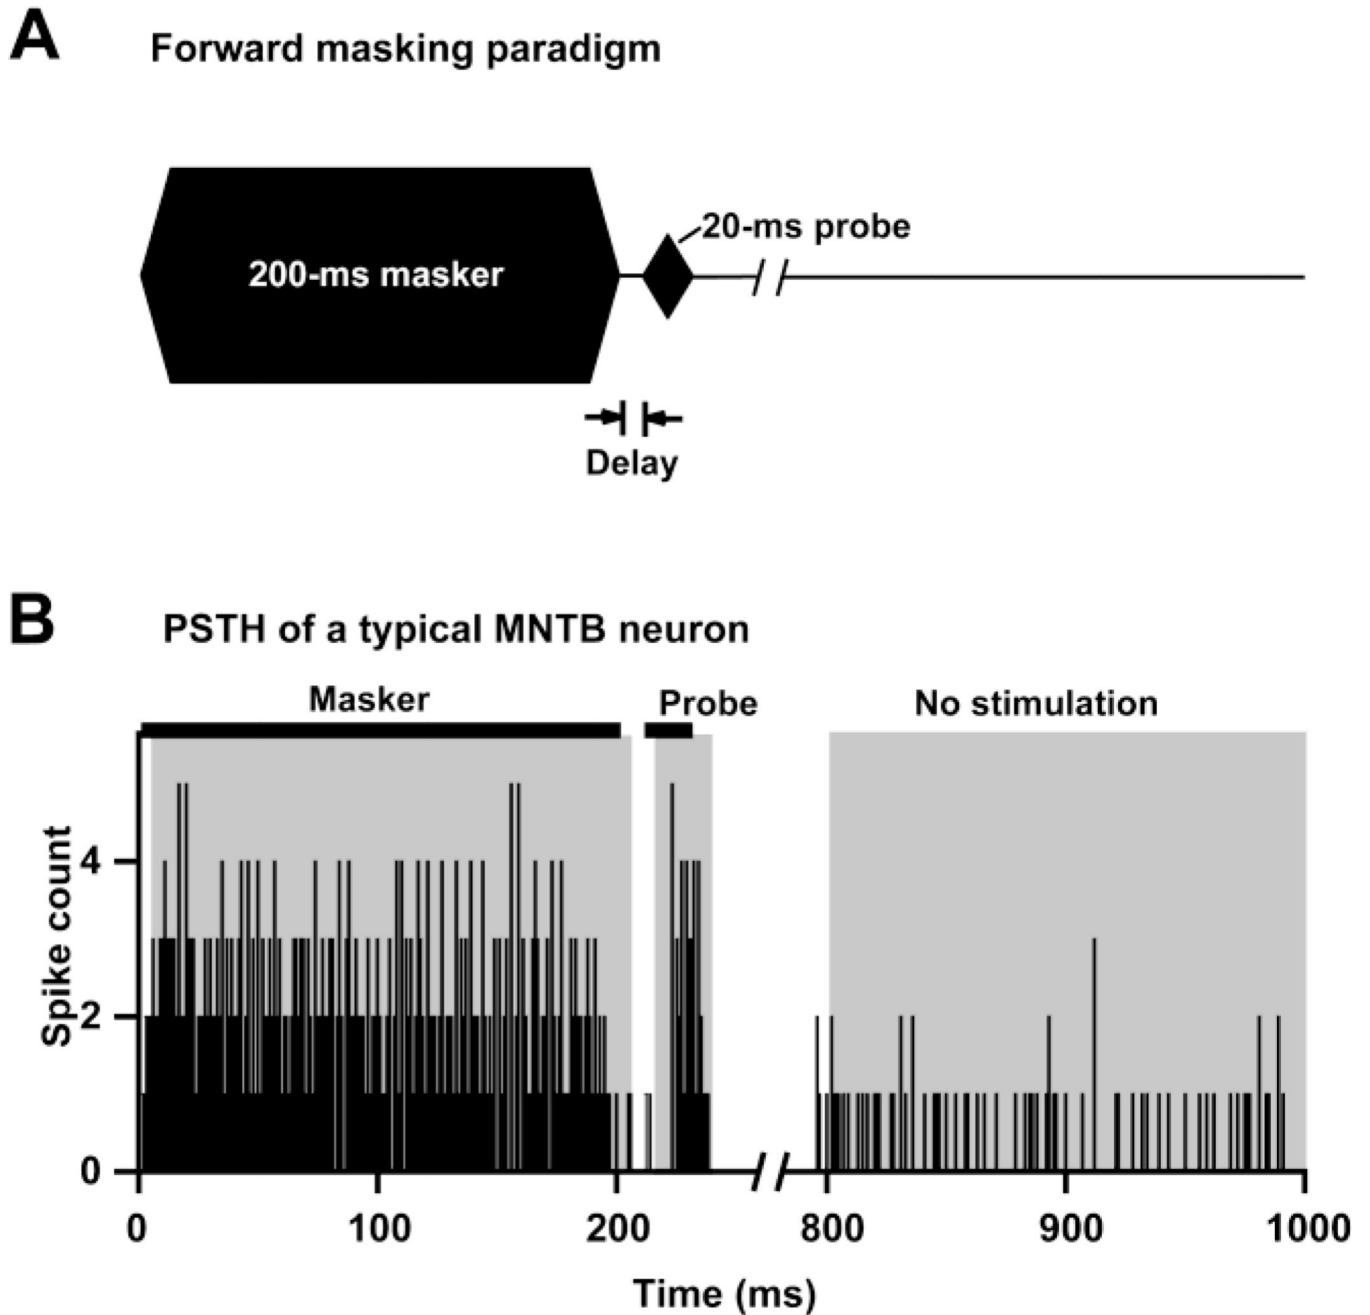 A
Forward masking paradigm
20-ms probe
200-ms masker
Delay
B
PSTH of a typical MNTB neuron
Masker
Probe
No stimulation
Spike count
4
2
0
0 100 200 800 900 1000
Time (ms)